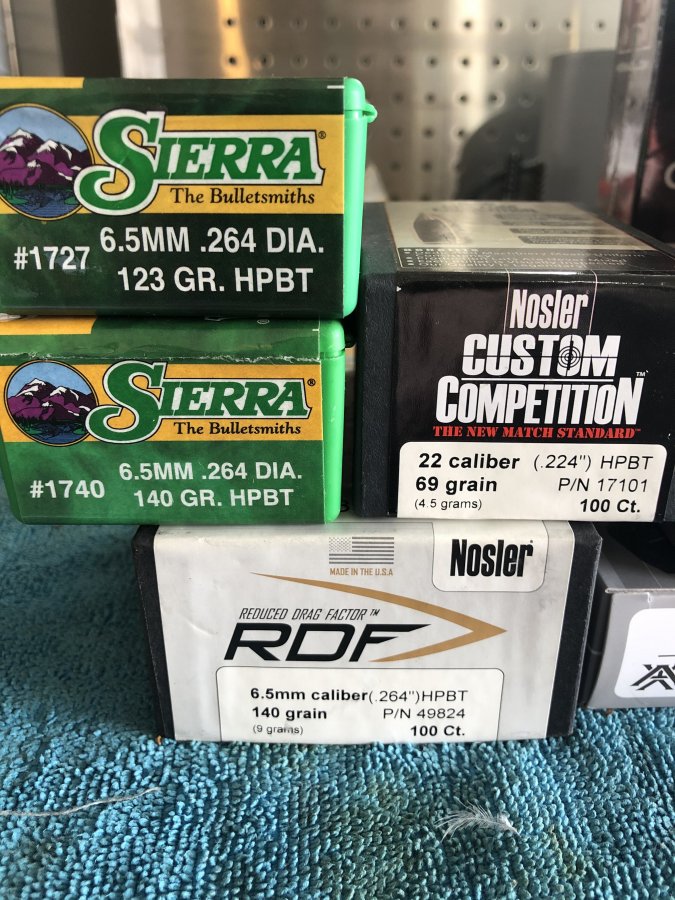 SIERRA®
The Bulletsmiths
#1727
6.5MM .264 DIA.
123 GR. HPBT
SIERRA®
The Bulletsmiths
#1740
6.5MM .264 DIA.
140 GR. HPBT
Nosler
CUSTOM
COMPETITION™
THE NEW MATCH STANDARD™
22 caliber (.224") HPBT
69 grain P/N 17101
(4.5 grams) 100 Ct.
MADE IN THE U.S.A
Nosler®
REDUCED DRAG FACTOR™
RDF
6.5mm caliber(.264")HPBT
140 grain P/N 49824
(9 grams) 100 Ct.